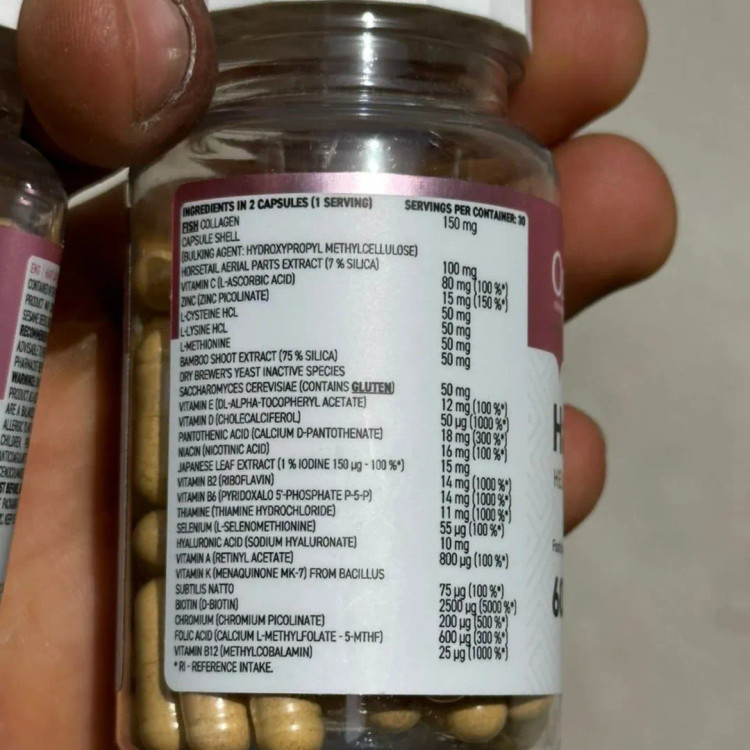 INGREDIENTS IN 2 CAPSULES (1 SERVING) SERVINGS PER CONTAINER: 30
FISH COLLAGEN 150 mg
CAPSULE SHELL
(BULKING AGENT: HYDROXYPROPYL METHYLCELLULOSE)
HORSETAIL AERIAL PARTS EXTRACT (7 % SILICA) 100 mg
VITAMIN C (L-ASCORBIC ACID) 80 mg (100 %*)
ZINC (ZINC PICOLINATE) 15 mg (150 %*)
L-CYSTEINE HCL 50 mg
L-LYSINE HCL 50 mg
L-METHIONINE 50 mg
BAMBOO SHOOT EXTRACT (75 % SILICA) 50 mg
DRY BREWER'S YEAST INACTIVE SPECIES
SACCHAROMYCES CEREVISIAE (CONTAINS GLUTEN) 50 mg
VITAMIN E (DL-ALPHA-TOCOPHERYL ACETATE) 12 mg (100 %*)
VITAMIN D (CHOLECALCIFEROL) 50 µg (1000 %*)
PANTOTHENIC ACID (CALCIUM D-PANTOTHENATE) 18 mg (300 %*)
NIACIN (NICOTINIC ACID) 16 mg (100 %*)
JAPANESE LEAF EXTRACT (1 % IODINE 150 µg - 100 %*) 15 mg
VITAMIN B2 (RIBOFLAVIN) 14 mg (1000 %*)
VITAMIN B6 (PYRIDOXALO 5'-PHOSPHATE P-5-P) 14 mg (1000 %*)
THIAMINE (THIAMINE HYDROCHLORIDE) 11 mg (1000 %*)
SELENIUM (L-SELENOMETHIONINE) 55 µg (100 %*)
HYALURONIC ACID (SODIUM HYALURONATE) 10 mg
VITAMIN A (RETINYL ACETATE) 800 µg (100 %*)
VITAMIN K (MENAQUINONE MK-7) FROM BACILLUS
SUBTILIS NATTO 75 µg (100 %*)
BIOTIN (D-BIOTIN) 2500 µg (5000 %*)
CHROMIUM (CHROMIUM PICOLINATE) 200 µg (500 %*)
FOLIC ACID (CALCIUM L-METHYLFOLATE - 5-MTHF) 600 µg (300 %*)
VITAMIN B12 (METHYLCOBALAMIN) 25 µg (1000 %*)
* RI - REFERENCE INTAKE.